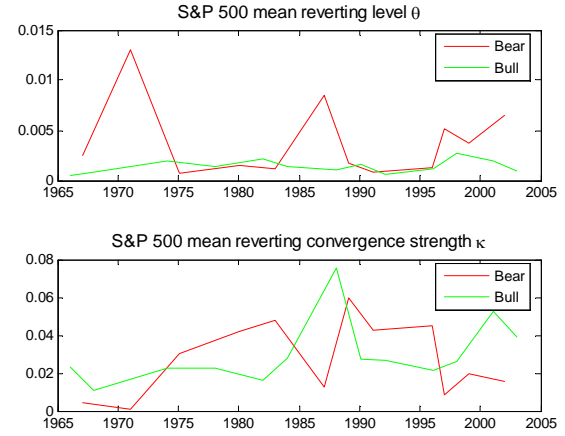 S&P 500 mean reverting level θ
0.015
0.01
0.005
0
Bear
Bull
1965 1970 1975 1980 1985 1990 1995 2000 2005
S&P 500 mean reverting convergence strength κ
0.08
0.06
0.04
0.02
0
Bear
Bull
1965 1970 1975 1980 1985 1990 1995 2000 2005